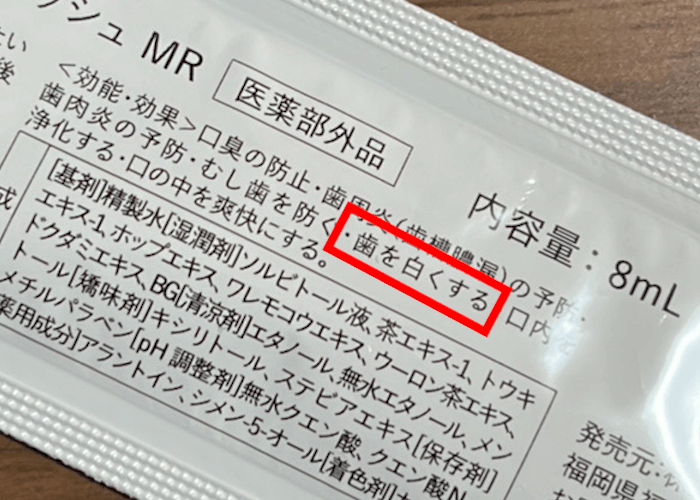 ッシュ MR
医薬部外品
内容量：8mL
たい
後
<効能・効果>口臭の防止・歯周炎(歯槽膿漏)の予防・
歯肉炎の予防・むし歯を防ぐ・歯を白くする・口内を
浄化する・口の中を爽快にする。
成
[基剤]精製水[湿潤剤]ソルビトール液、茶エキス-1、トウキ
エキス-1、ホップエキス、ワレモコウエキス、ウーロン茶エキス、
ドクダミエキス、BG[清涼剤]エタノール、無水エタノール、メン
トール[矯味剤]キシリトール、ステビアエキス[保存剤]
メチルパラベン[pH調整剤]無水クエン酸、クエン酸N
薬用成分]アラントイン、シメン-5-オール[着色剤]
発売元：
福岡県